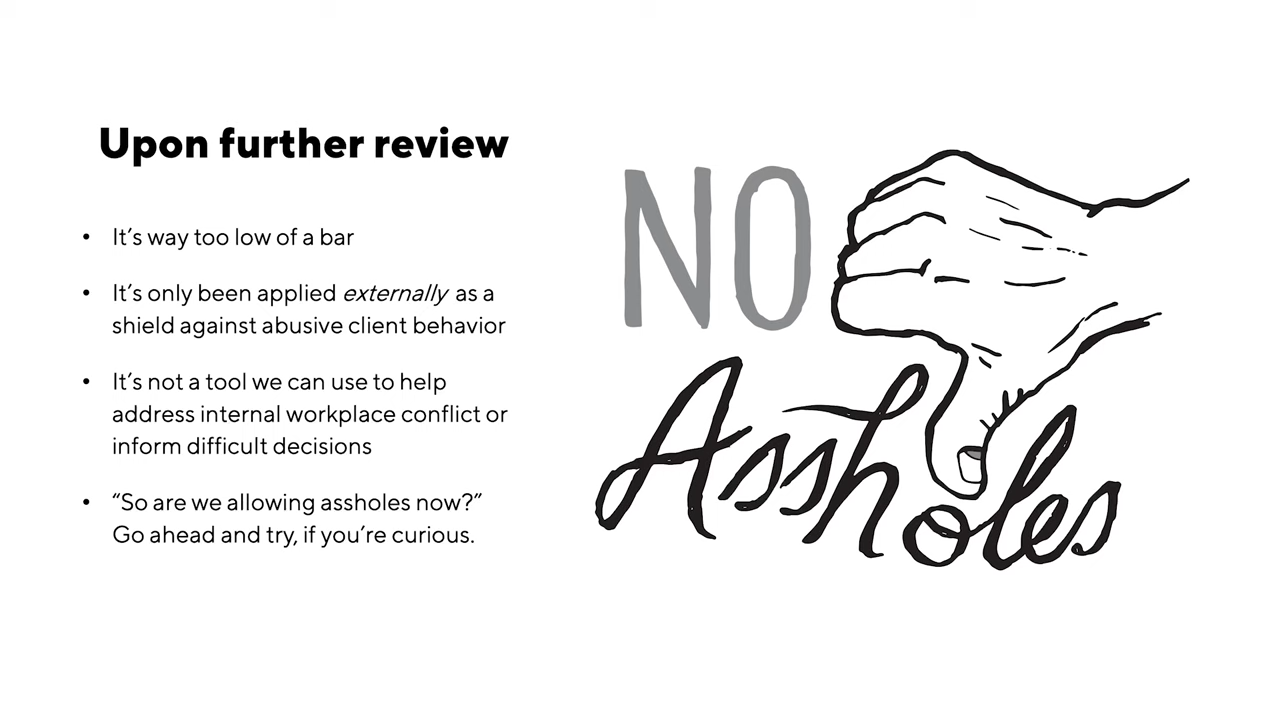 Upon further review
• It’s way too low of a bar
• It’s only been applied externally as a
shield against abusive client behavior
• It’s not a tool we can use to help
address internal workplace conflict or
inform difficult decisions
• “So are we allowing assholes now?”
Go ahead and try, if you’re curious.
NO
Assholes